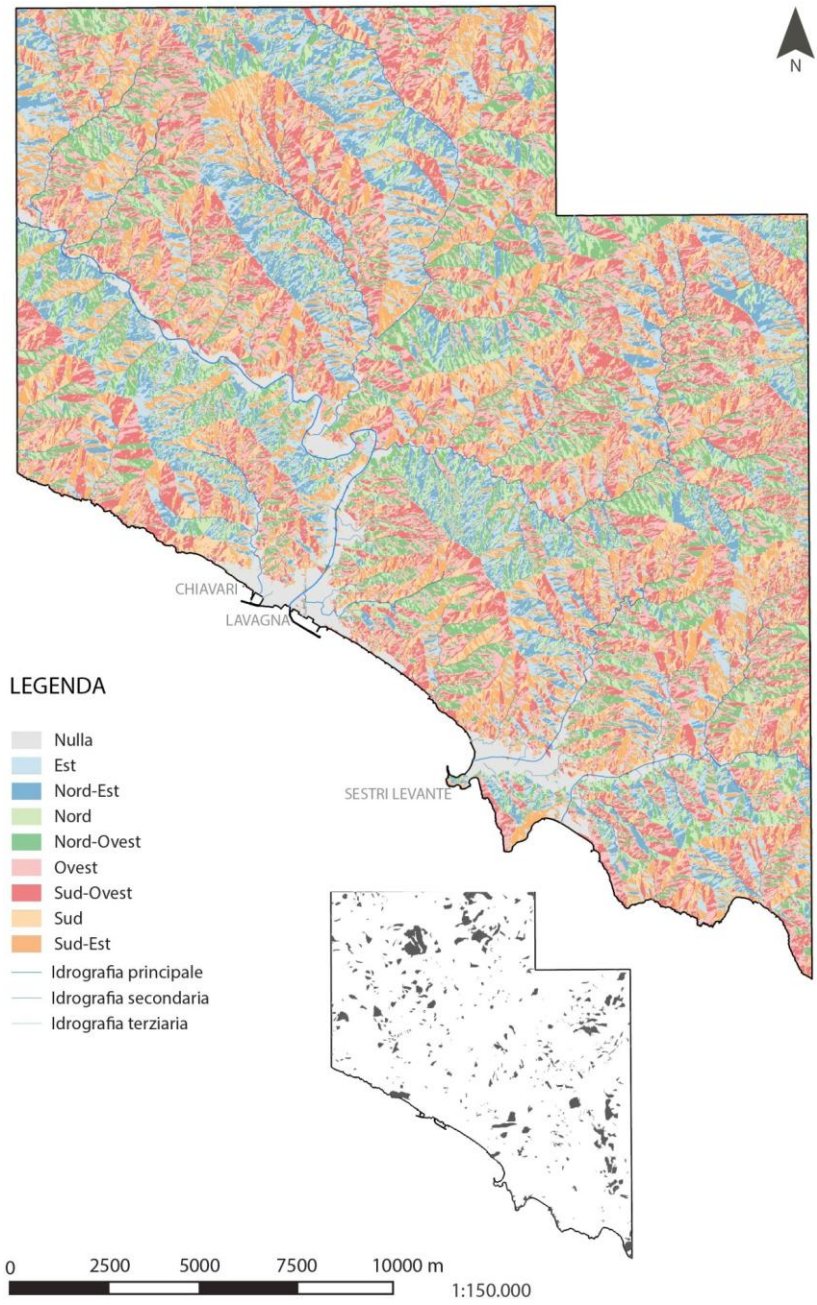 N
CHIAVARI
LAVAGNA
LEGENDA
Nulla
Est
Nord-Est
Nord
Nord-Ovest
Ovest
Sud-Ovest
Sud
Sud-Est
Idrografia principale
Idrografia secondaria
Idrografia terziaria
SESTRI LEVANTE
0 2500 5000 7500 10000 m
1:150.000